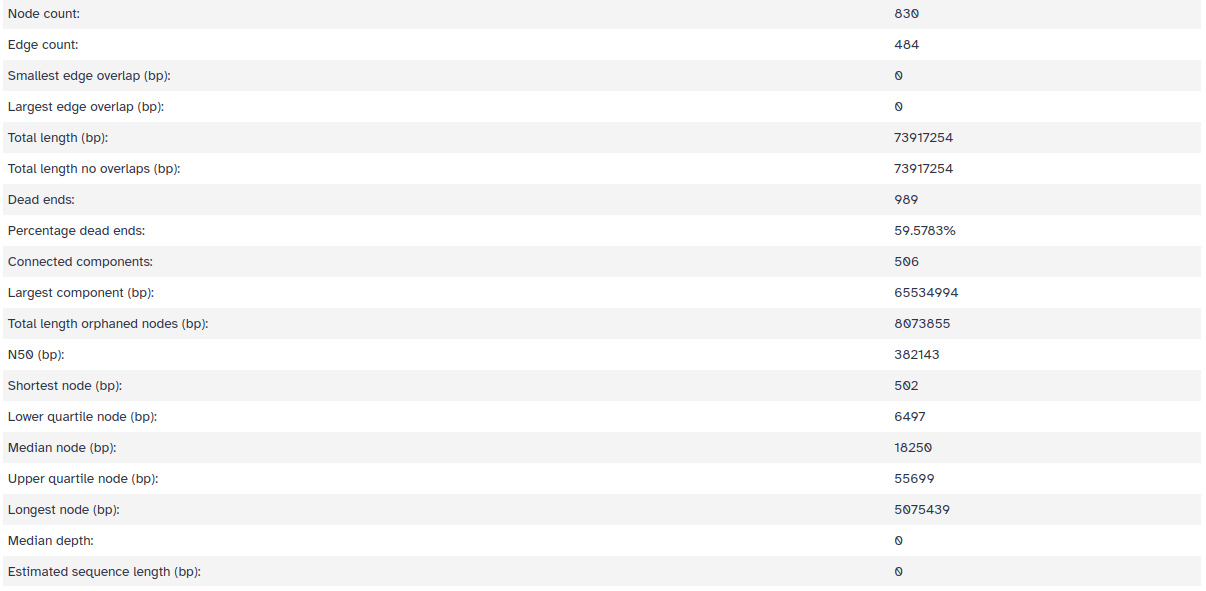 Node count: 830
Edge count: 484
Smallest edge overlap (bp): 0
Largest edge overlap (bp): 0
Total length (bp): 73917254
Total length no overlaps (bp): 73917254
Dead ends: 989
Percentage dead ends: 59.5783%
Connected components: 506
Largest component (bp): 65534994
Total length orphaned nodes (bp): 8073855
N50 (bp): 382143
Shortest node (bp): 502
Lower quartile node (bp): 6497
Median node (bp): 18250
Upper quartile node (bp): 55699
Longest node (bp): 5075439
Median depth: 0
Estimated sequence length (bp): 0